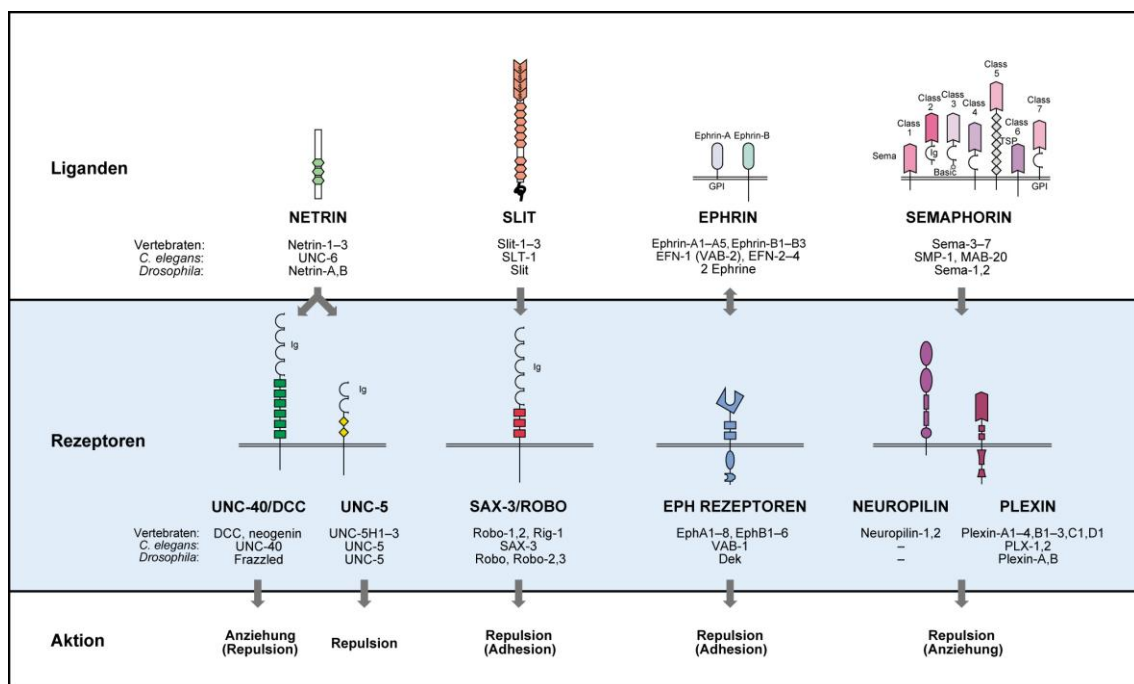 Liganden
Ephrin-A Ephrin-B
GPI
Class 1
Class 2
Class 3
Class 4
Class 5
Class 6
Class 7
Sema
Ig
Basic
TSP
GPI
NETRIN
SLIT
EPHRIN
SEMAPHORIN
Vertebraten: Netrin-1–3 Slit-1–3 Ephrin-A1–A5, Ephrin-B1–B3 Sema-3–7
C. elegans: UNC-6 SLT-1 EFN-1 (VAB-2), EFN-2–4 SMP-1, MAB-20
Drosophila: Netrin-A,B Slit 2 Ephrine Sema-1,2
Rezeptoren
Ig
Ig
Ig
UNC-40/DCC UNC-5 SAX-3/ROBO EPH REZEPTOREN NEUROPILIN PLEXIN
Vertebraten: DCC, neogenin UNC-5H1–3 Robo-1,2, Rig-1 EphA1–8, EphB1–6 Neuropilin-1,2 Plexin-A1–4,B1–3,C1,D1
C. elegans: UNC-40 UNC-5 SAX-3 VAB-1 – PLX-1,2
Drosophila: Frazzled UNC-5 Robo, Robo-2,3 Dek – Plexin-A,B
Aktion
Anziehung
(Repulsion)
Repulsion
Repulsion
(Adhesion)
Repulsion
(Adhesion)
Repulsion
(Anziehung)